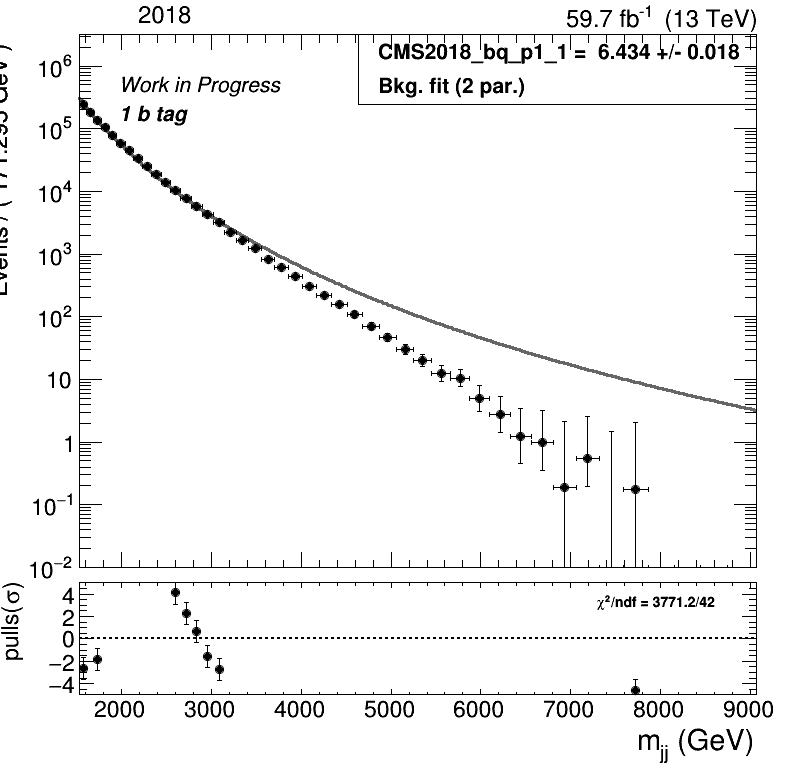 2018
59.7 fb⁻¹ (13 TeV)
CMS2018_bq_p1_1 = 6.434 +/- 0.018
Bkg. fit (2 par.)
Work in Progress
1 b tag
10⁶
10⁵
10⁴
10³
10²
10
1
10⁻¹
10⁻²
pulls(σ)
4
2
0
−2
−4
χ²/ndf = 3771.2/42
2000 3000 4000 5000 6000 7000 8000 9000
m_jj (GeV)